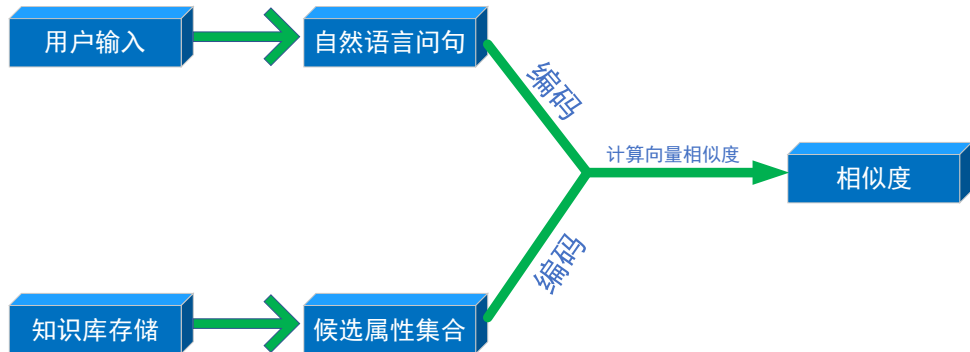 用户输入
自然语言问句
编码
计算向量相似度
相似度
编码
知识库存储
候选属性集合